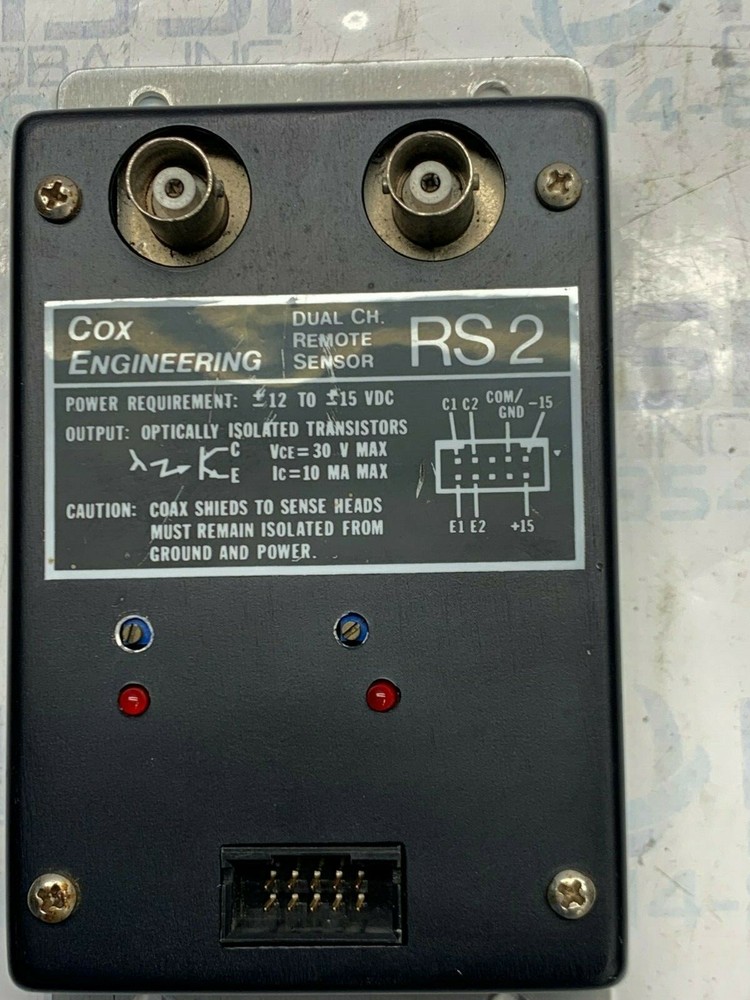 COX
ENGINEERING
DUAL CH.
REMOTE
SENSOR
RS 2
POWER REQUIREMENT: ±12 TO ±15 VDC
OUTPUT: OPTICALLY ISOLATED TRANSISTORS
λ C VCE = 30 V MAX
E IC = 10 MA MAX
CAUTION: COAX SHIEDS TO SENSE HEADS
MUST REMAIN ISOLATED FROM
GROUND AND POWER.
C1 C2 COM/
GND -15
E1 E2 +15